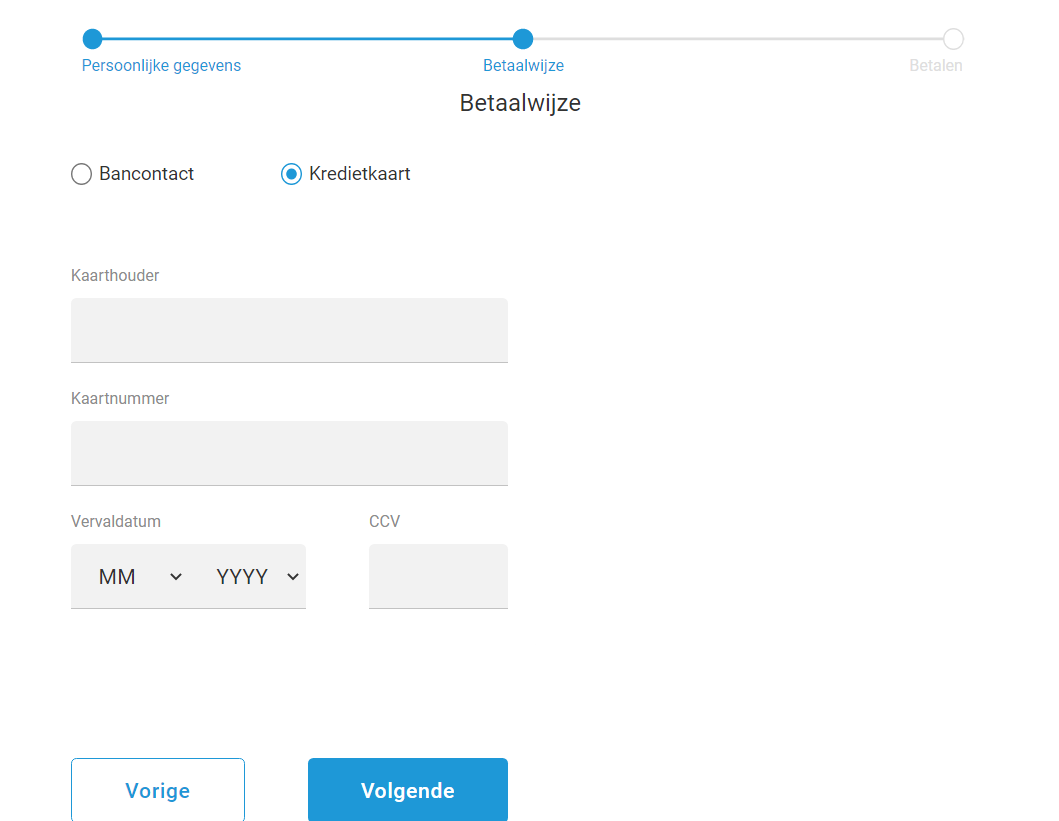 Persoonlijke gegevens Betaalwijze Betalen
Betaalwijze
Bancontact Kredietkaart
Kaarthouder
Kaartnummer
Vervaldatum CCV
MM YYYY
Vorige Volgende